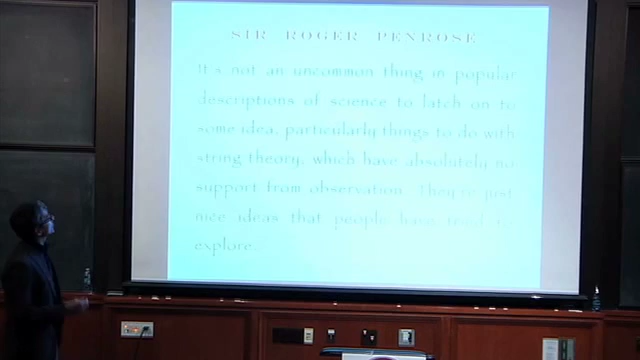 SIR ROGER PENROSE
It's not an uncommon thing in popular
descriptions of science to latch on to
some idea, particularly things to do with
string theory, which have absolutely no
support from observation. They're just
nice ideas that people have tried to
explore.